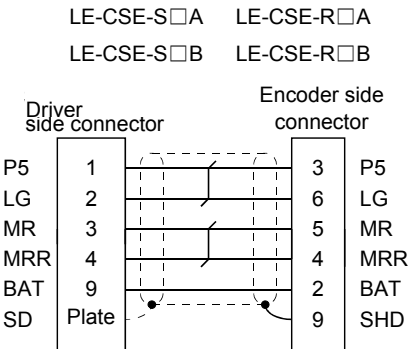 LE-CSE-S□A LE-CSE-R□A
LE-CSE-S□B LE-CSE-R□B
Driver
side connector
Encoder side
connector
P5 1 3 P5
LG 2 6 LG
MR 3 5 MR
MRR 4 4 MRR
BAT 9 2 BAT
SD Plate 9 SHD